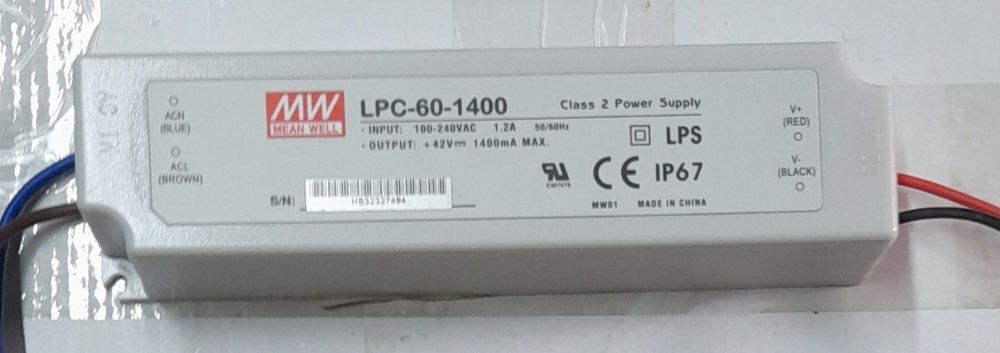 ACN
(BLUE)
ACL
(BROWN)
MW
MEAN WELL
LPC-60-1400
Class 2 Power Supply
· INPUT: 100-240VAC 1.2A 50/60Hz
· OUTPUT: +42V⎓ 1400mA MAX.
LPS
CE IP67
MW01 MADE IN CHINA
S/N:
HB32327484
V+
(RED)
V-
(BLACK)